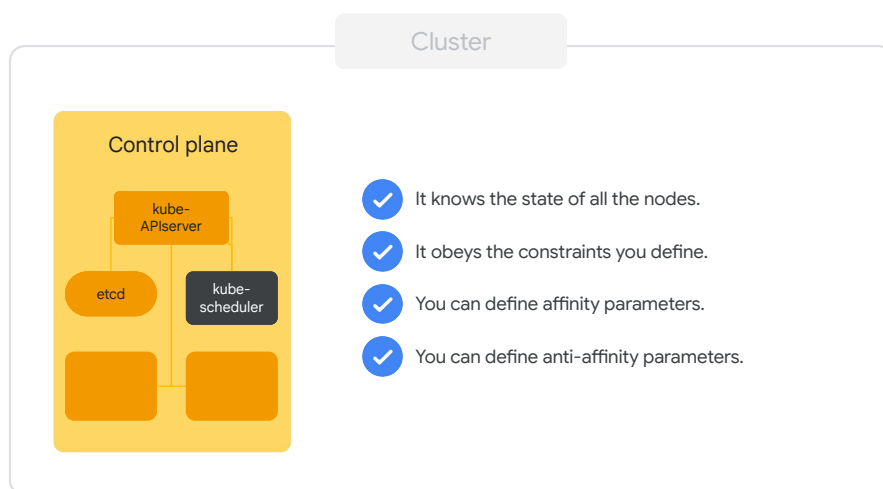 Cluster
Control plane
kube-
APIserver
etcd
kube-
scheduler
It knows the state of all the nodes.
It obeys the constraints you define.
You can define affinity parameters.
You can define anti-affinity parameters.